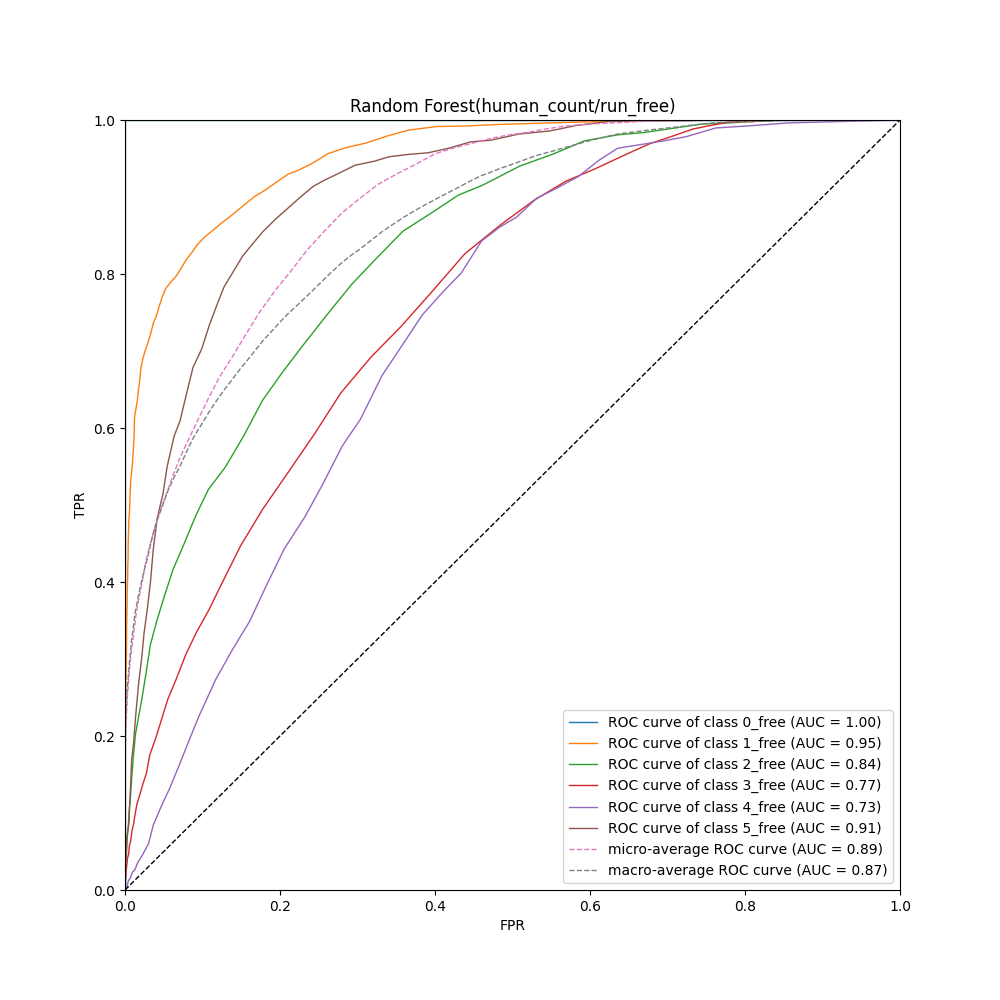 Random Forest(human_count/run_free)
1.0
0.8
0.6
0.4
0.2
0.0
TPR
0.0 0.2 0.4 0.6 0.8 1.0
FPR
ROC curve of class 0_free (AUC = 1.00)
ROC curve of class 1_free (AUC = 0.95)
ROC curve of class 2_free (AUC = 0.84)
ROC curve of class 3_free (AUC = 0.77)
ROC curve of class 4_free (AUC = 0.73)
ROC curve of class 5_free (AUC = 0.91)
micro-average ROC curve (AUC = 0.89)
macro-average ROC curve (AUC = 0.87)